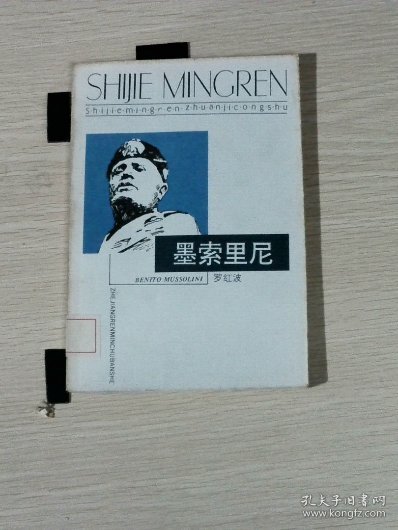 SHIJIE MINGREN
Shijiemingrenzhuanjicongshu
墨索里尼
BENITO MUSSOLINI
罗红波
ZHEJIANGRENMINCHUBANSHE
孔夫子旧书网
www.kongfz.com